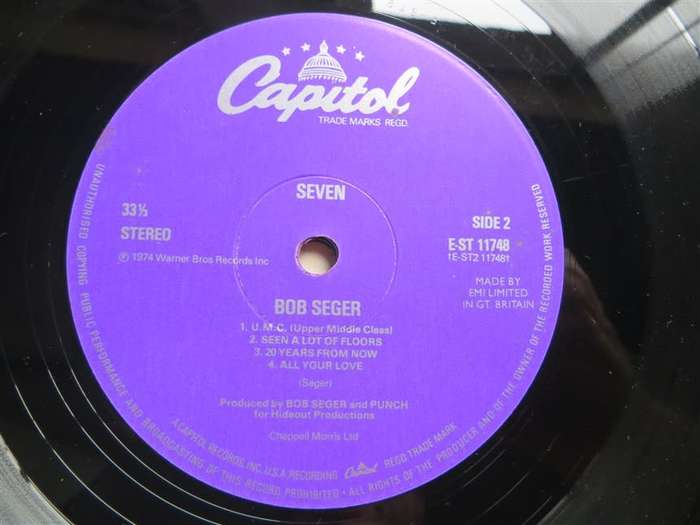 Capitol
TRADE MARKS REGD.
SEVEN
33⅓
STEREO
℗ 1974 Warner Bros Records Inc
SIDE 2
E-ST 11748
(E-ST2 11748)
MADE BY
EMI LIMITED
IN GT. BRITAIN
BOB SEGER
1. U.M.C. (Upper Middle Class)
2. SEEN A LOT OF FLOORS
3. 20 YEARS FROM NOW
4. ALL YOUR LOVE
(Seger)
Produced by BOB SEGER and PUNCH
for Hideout Productions
Chappell Morris Ltd
A CAPITOL RECORDS, INC. U.S.A RECORDING Capitol REGD TRADE MARK
UNAUTHORISED COPYING PUBLIC PERFORMANCE AND BROADCASTING OF THIS RECORD PROHIBITED • ALL RIGHTS OF THE PRODUCER AND OF THE OWNER OF THE RECORDED WORK RESERVED